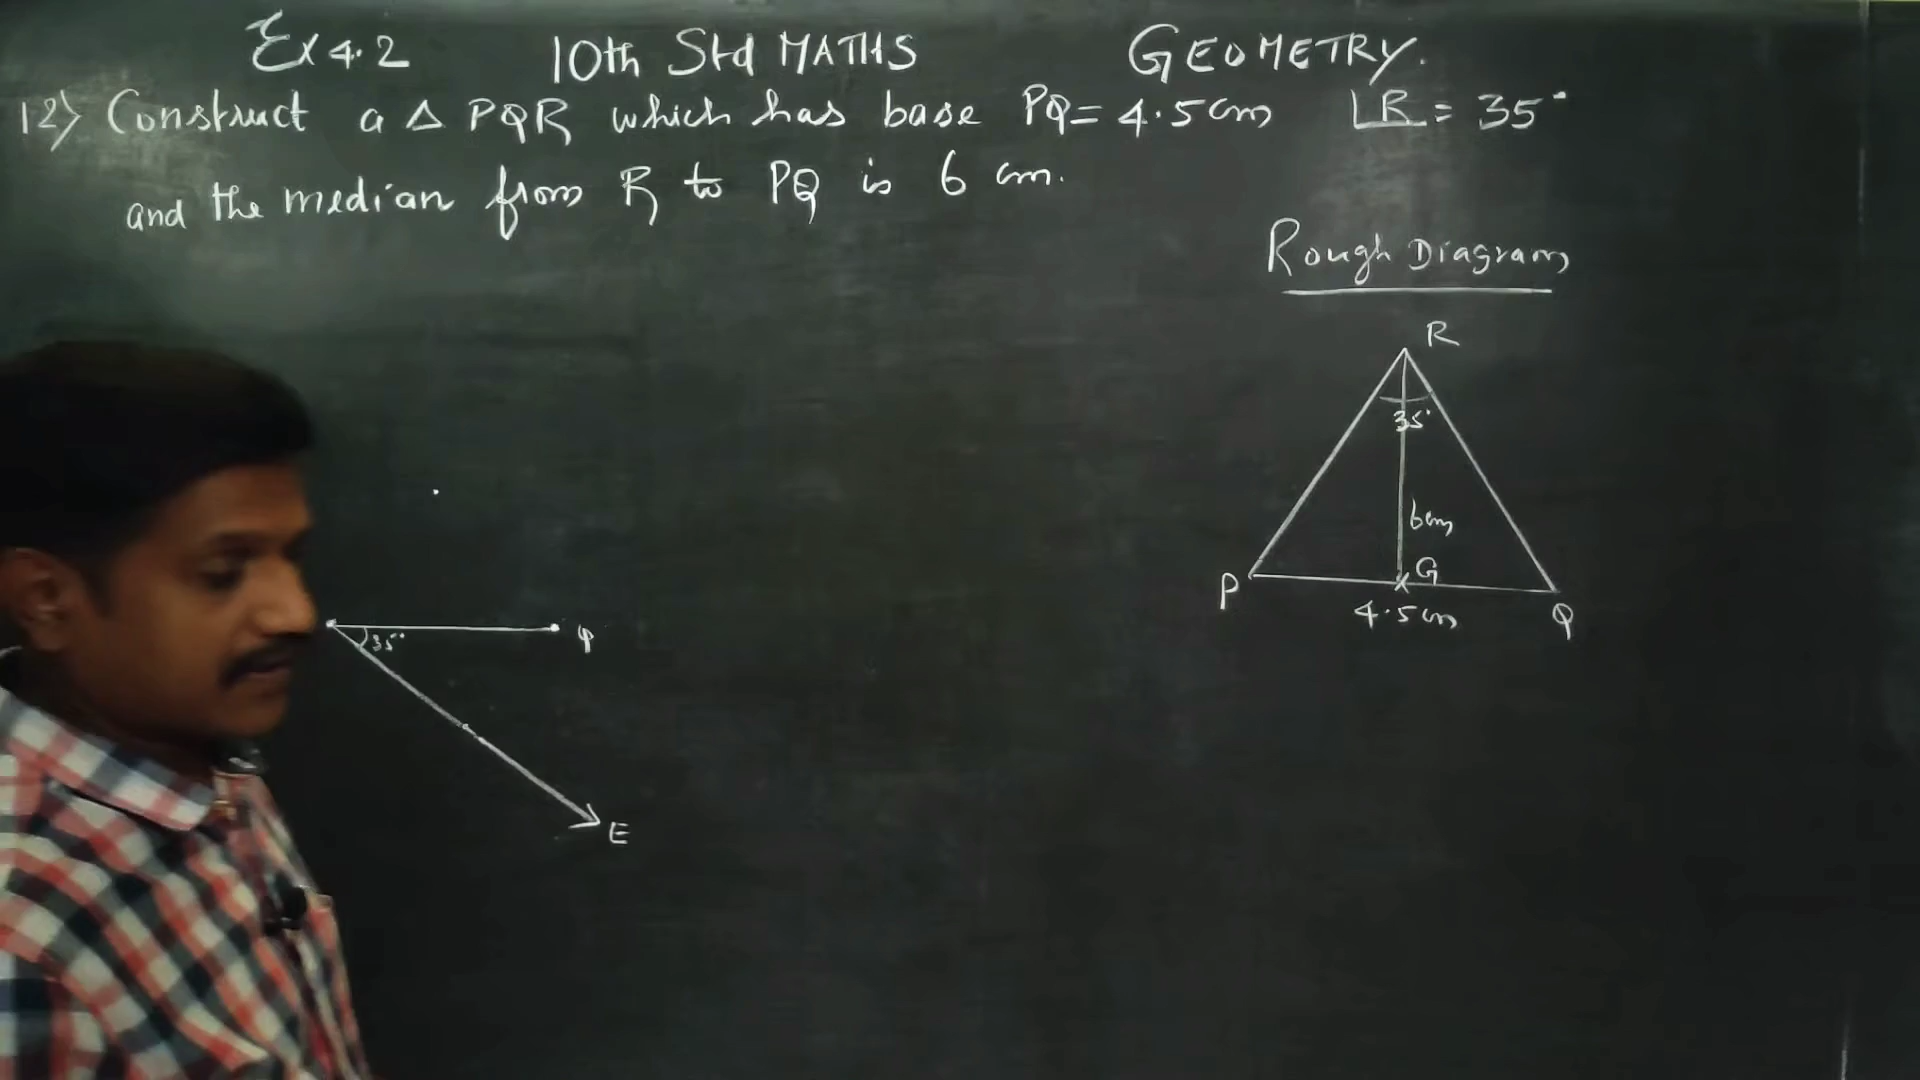 Ex 4.2 10th Std MATHS GEOMETRY.
12) Construct a Δ PQR which has base PQ = 4.5cm ∠R = 35°
and the median from R to PQ is 6 cm.
Rough Diagram
R
35°
6cm
P G Q
4.5cm
35° Q
E